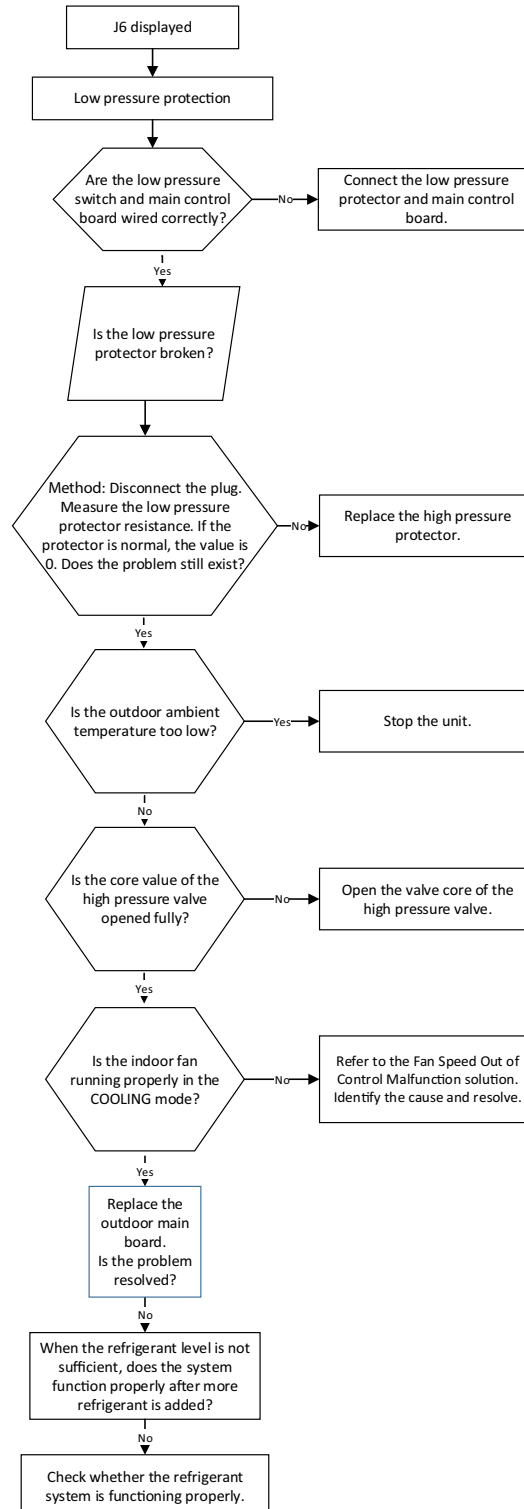 J6 displayed
Low pressure protection
Are the low pressure
switch and main control
board wired correctly?
No
Connect the low pressure
protector and main control
board.
Yes
Is the low pressure
protector broken?
Method: Disconnect the plug.
Measure the low pressure
protector resistance. If the
protector is normal, the value is
0. Does the problem still exist?
No
Replace the high pressure
protector.
Yes
Is the outdoor ambient
temperature too low?
Yes
Stop the unit.
No
Is the core value of the
high pressure valve
opened fully?
No
Open the valve core of the
high pressure valve.
Yes
Is the indoor fan
running properly in the
COOLING mode?
No
Refer to the Fan Speed Out of
Control Malfunction solution.
Identify the cause and resolve.
Yes
Replace the
outdoor main
board.
Is the problem
resolved?
No
When the refrigerant level is not
sufficient, does the system
function properly after more
refrigerant is added?
No
Check whether the refrigerant
system is functioning properly.